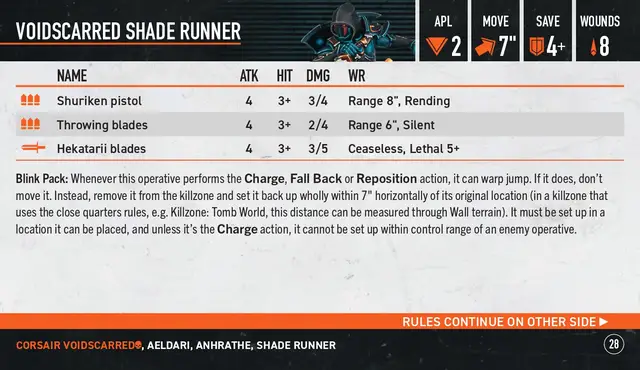 VOIDSCARRED SHADE RUNNER
APL 2
MOVE 7"
SAVE 4+
WOUNDS 8
NAME ATK HIT DMG WR
Shuriken pistol 4 3+ 3/4 Range 8", Rending
Throwing blades 4 3+ 2/4 Range 6", Silent
Hekatarii blades 4 3+ 3/5 Ceaseless, Lethal 5+
Blink Pack: Whenever this operative performs the Charge, Fall Back or Reposition action, it can warp jump. If it does, don't
move it. Instead, remove it from the killzone and set it back up wholly within 7" horizontally of its original location (in a killzone that
uses the close quarters rules, e.g. Killzone: Tomb World, this distance can be measured through Wall terrain). It must be set up in a
location it can be placed, and unless it's the Charge action, it cannot be set up within control range of an enemy operative.
RULES CONTINUE ON OTHER SIDE ▶
CORSAIR VOIDSCARRED, AELDARI, ANHRATHE, SHADE RUNNER
28